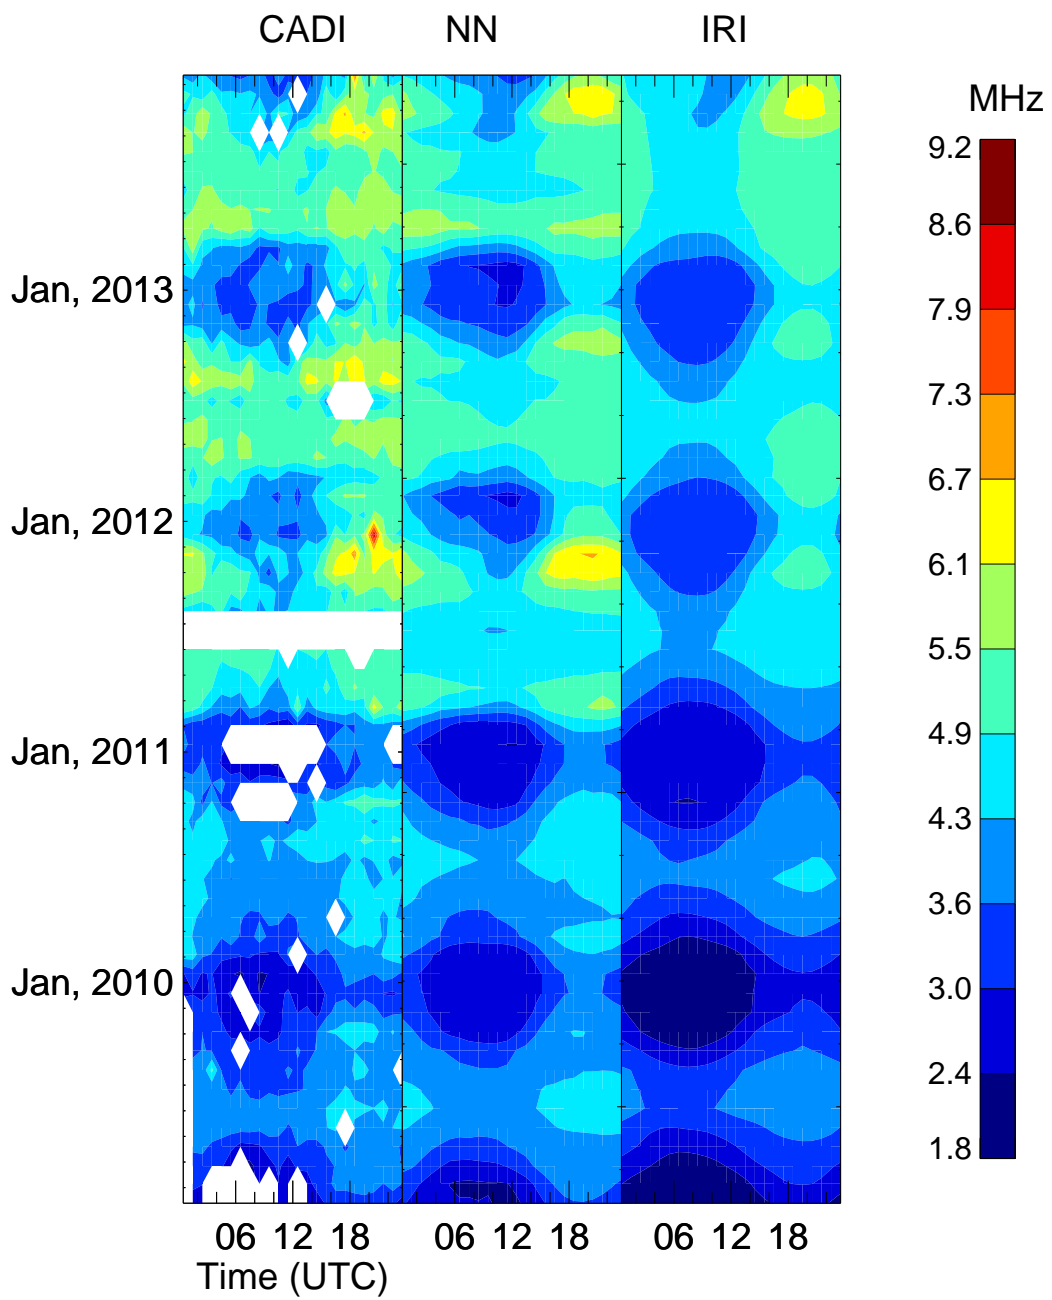 CADI NN IRI
MHz
9.2
8.6
7.9
7.3
6.7
6.1
5.5
4.9
4.3
3.6
3.0
2.4
1.8
Jan, 2013
Jan, 2012
Jan, 2011
Jan, 2010
06 12 18 06 12 18 06 12 18
Time (UTC)